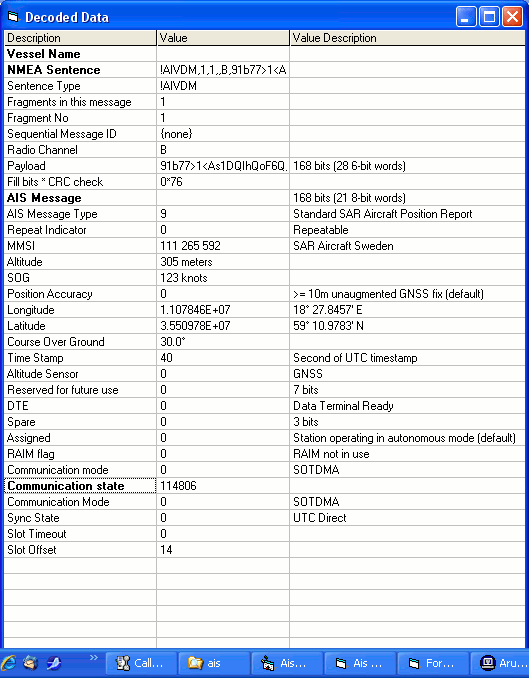 Decoded Data
Description Value Value Description
Vessel Name
NMEA Sentence !AIVDM,1,1,,B,91b77>1<A
Sentence Type !AIVDM
Fragments in this message 1
Fragment No 1
Sequential Message ID {none}
Radio Channel B
Payload 91b77>1<As1DQIhQoF6Q, 168 bits (28 6-bit words)
Fill bits * CRC check 0*76
AIS Message 168 bits (21 8-bit words)
AIS Message Type 9 Standard SAR Aircraft Position Report
Repeat Indicator 0 Repeatable
MMSI 111 265 592 SAR Aircraft Sweden
Altitude 305 meters
SOG 123 knots
Position Accuracy 0 >= 10m unaugmented GNSS fix (default)
Longitude 1.107846E+07 18° 27.8457' E
Latitude 3.550978E+07 59° 10.9783' N
Course Over Ground 30.0°
Time Stamp 40 Second of UTC timestamp
Altitude Sensor 0 GNSS
Reserved for future use 0 7 bits
DTE 0 Data Terminal Ready
Spare 0 3 bits
Assigned 0 Station operating in autonomous mode (default)
RAIM flag 0 RAIM not in use
Communication mode 0 SOTDMA
Communication state 114806
Communication Mode 0 SOTDMA
Sync State 0 UTC Direct
Slot Timeout 0
Slot Offset 14
» Call... ais Ais... Ais ... For... Aru...